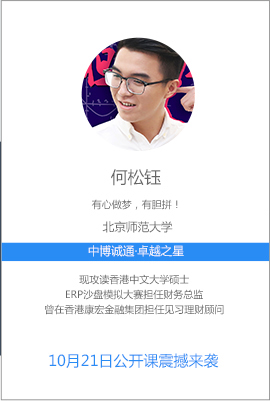 何松钰
有心做梦，有胆拼！
北京师范大学
中博诚通·卓越之星
现攻读香港中文大学硕士
ERP沙盘模拟大赛担任财务总监
曾在香港康宏金融集团担任见习理财顾问
10月21日公开课震撼来袭